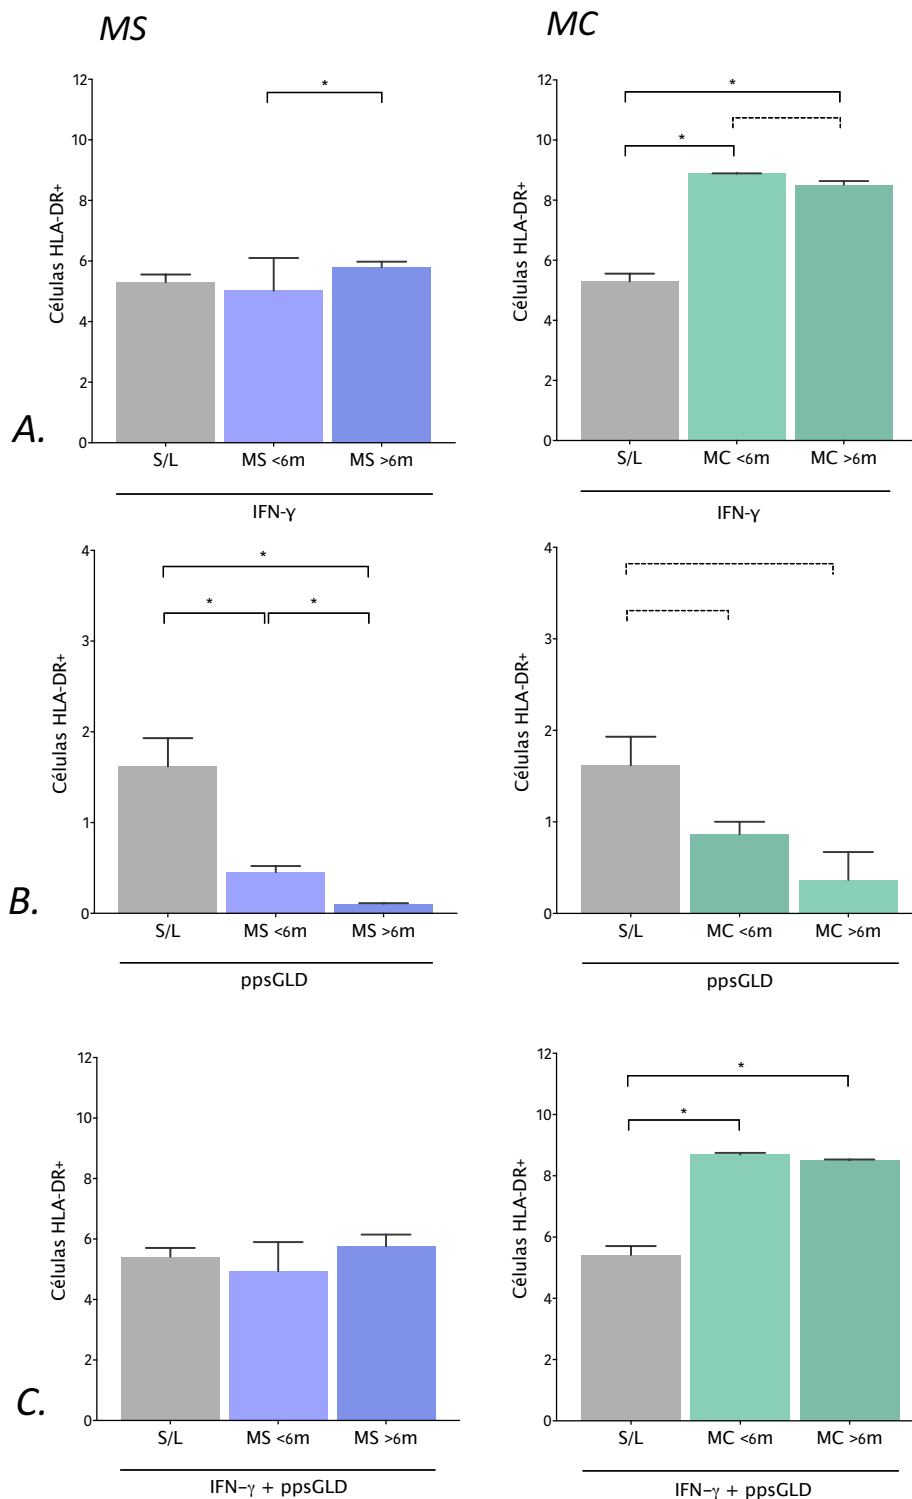 MS
MC
*
*
*
12
10
8
6
4
2
0
Células HLA-DR+
S/L
MS <6m
MS >6m
IFN-γ
12
10
8
6
4
2
0
Células HLA-DR+
S/L
MC <6m
MC >6m
IFN-γ
A.
*
*
*
4
3
2
1
0
Células HLA-DR+
S/L
MS <6m
MS >6m
ppsGLD
4
3
2
1
0
Células HLA-DR+
S/L
MC <6m
MC >6m
ppsGLD
B.
12
10
8
6
4
2
0
Células HLA-DR+
S/L
MS <6m
MS >6m
IFN-γ + ppsGLD
*
*
12
10
8
6
4
2
0
Células HLA-DR+
S/L
MC <6m
MC >6m
IFN-γ + ppsGLD
C.